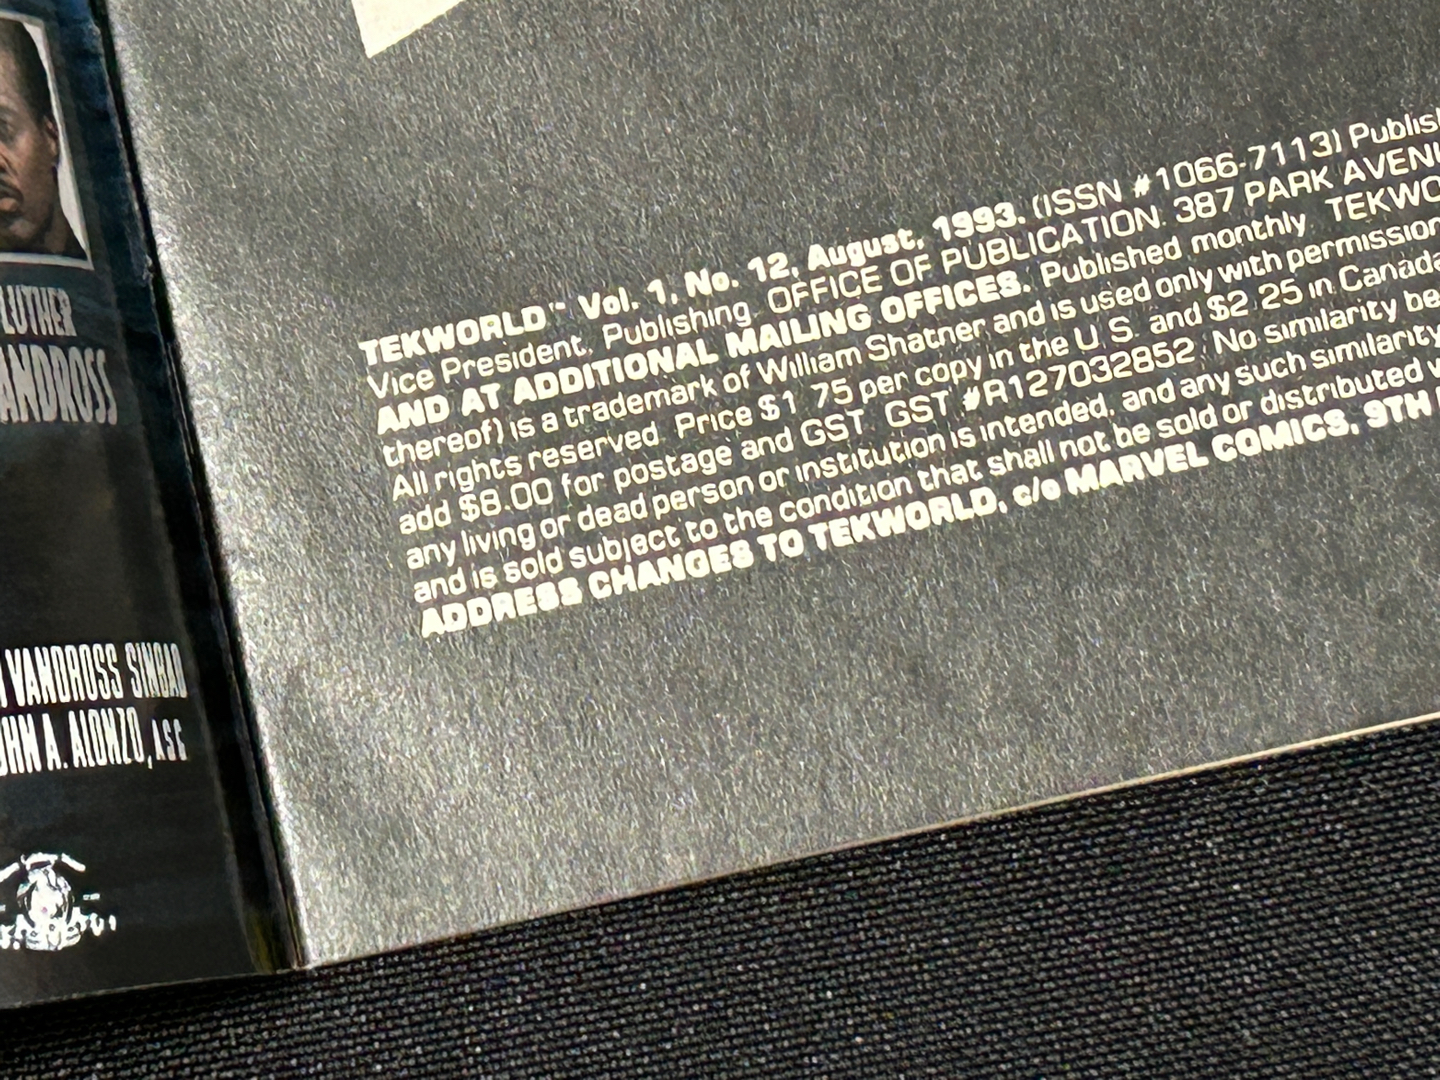 LUTHER
VANDROSS
VANDROSS SINBAD
JOHN A. ALONZO, ASC
TEKWORLD™ Vol. 1, No. 12, August, 1993. (ISSN #1066-7113) Publish
Vice President, Publishing. OFFICE OF PUBLICATION: 387 PARK AVENU
AND AT ADDITIONAL MAILING OFFICES. Published monthly. TEKWO
thereof) is a trademark of William Shatner and is used only with permission
All rights reserved. Price $1.75 per copy in the U.S. and $2.25 in Canada
add $8.00 for postage and GST. GST #R127032852. No similarity be
any living or dead person or institution is intended, and any such similarity
and is sold subject to the condition that shall not be sold or distributed w
ADDRESS CHANGES TO TEKWORLD, c/o MARVEL COMICS, 9TH